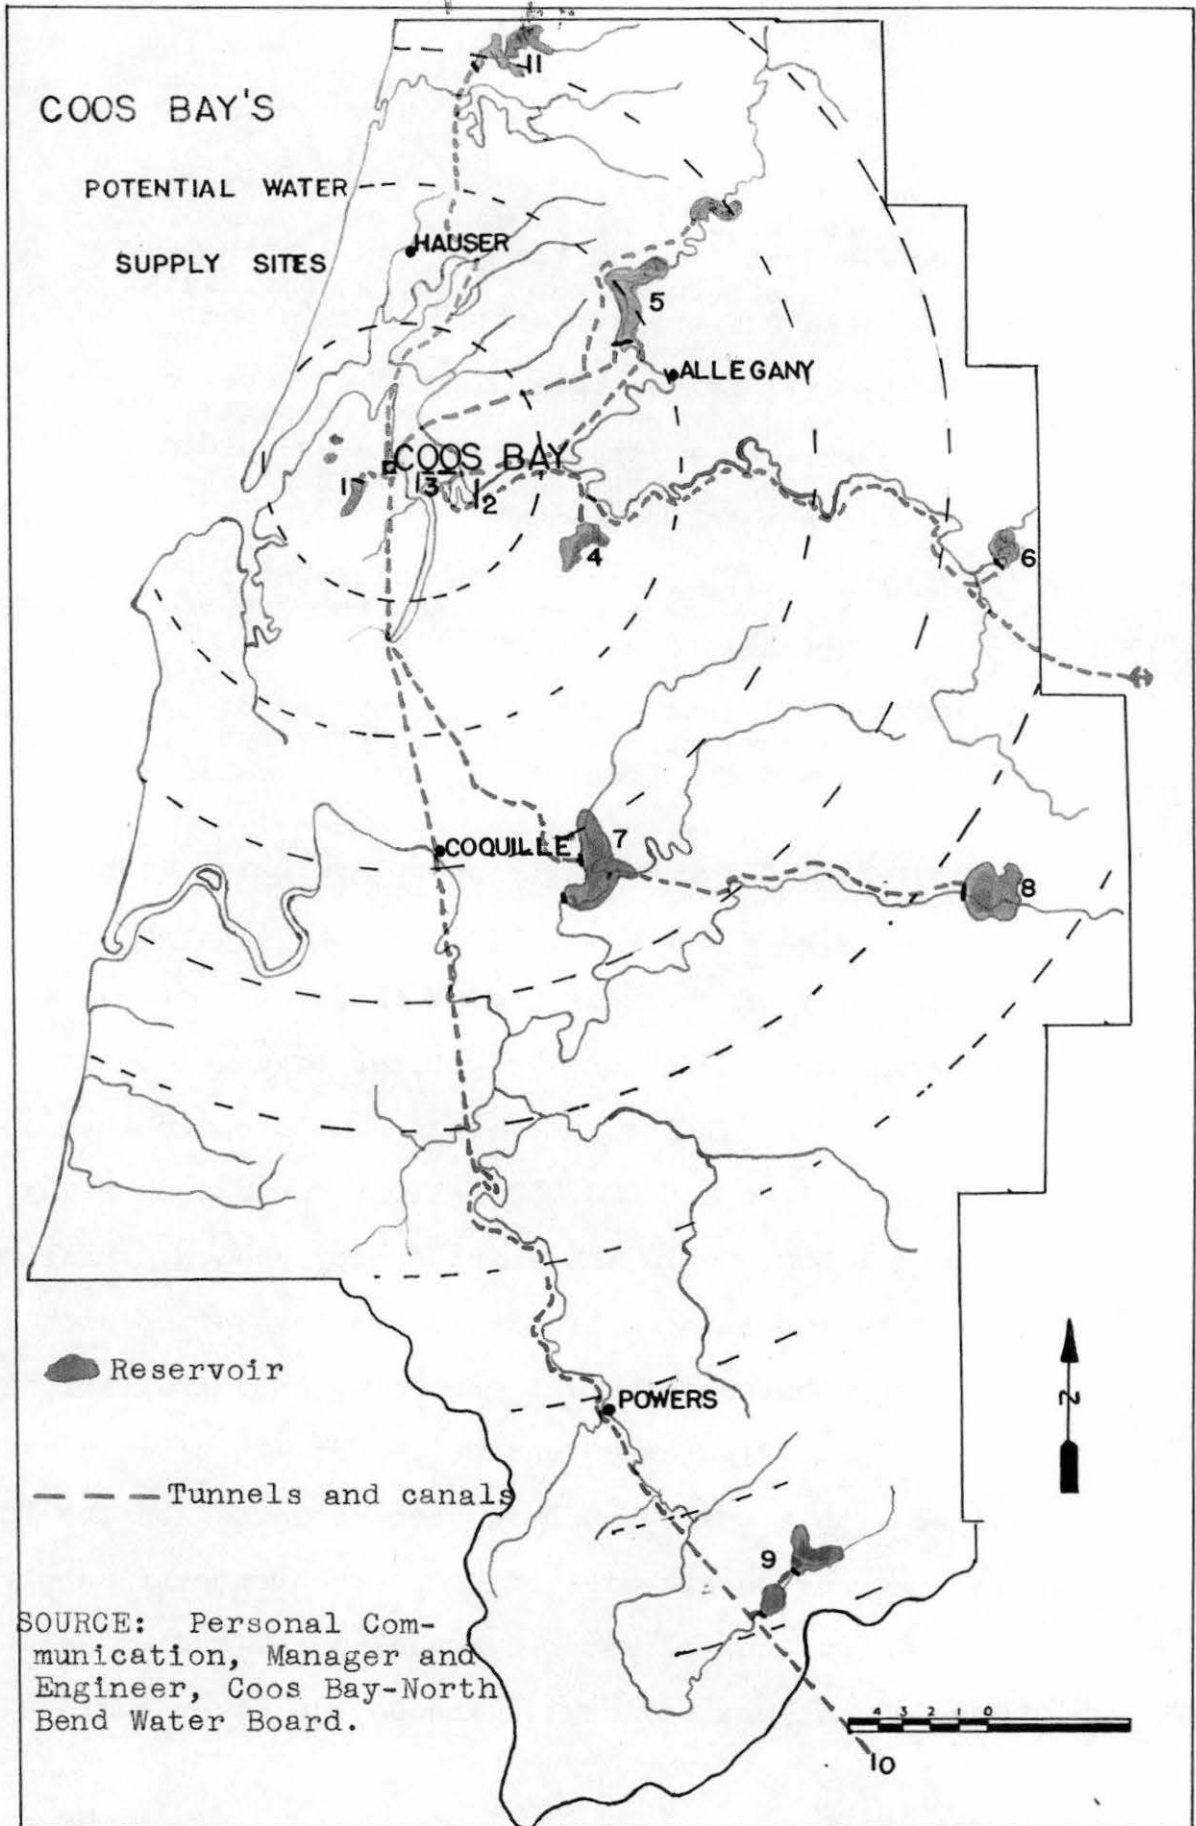 COOS BAY'S
POTENTIAL WATER
SUPPLY SITES
11
HAUSER
5
ALLEGANY
COOS BAY
1
3
2
4
6
COQUILLE
7
8
Reservoir
POWERS
N
Tunnels and canals
9
SOURCE: Personal Com-
munication, Manager and
Engineer, Coos Bay-North
Bend Water Board.
4 3 2 1 0
10